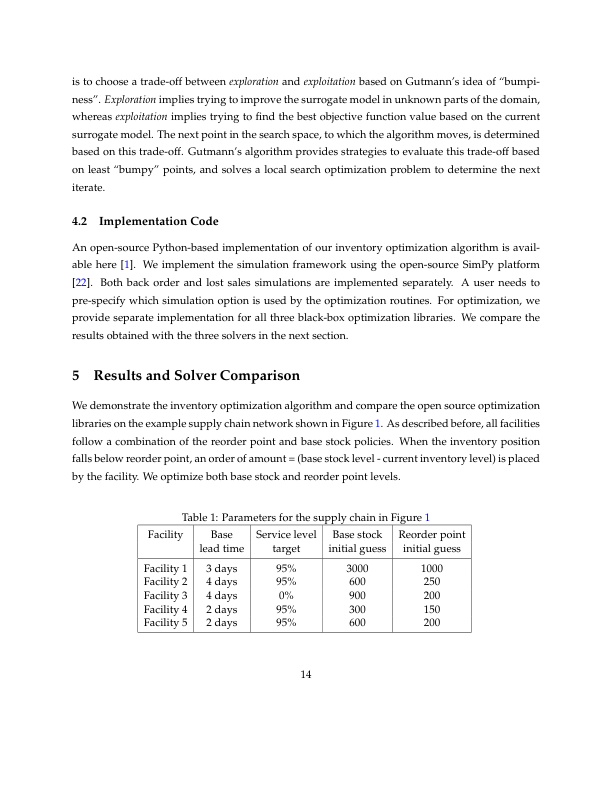 is to choose a trade-off between exploration and exploitation based on Gutmann's idea of “bumpi-
ness”. Exploration implies trying to improve the surrogate model in unknown parts of the domain,
whereas exploitation implies trying to find the best objective function value based on the current
surrogate model. The next point in the search space, to which the algorithm moves, is determined
based on this trade-off. Gutmann's algorithm provides strategies to evaluate this trade-off based
on least “bumpy” points, and solves a local search optimization problem to determine the next
iterate.
4.2 Implementation Code
An open-source Python-based implementation of our inventory optimization algorithm is avail-
able here [1]. We implement the simulation framework using the open-source SimPy platform
[22]. Both back order and lost sales simulations are implemented separately. A user needs to
pre-specify which simulation option is used by the optimization routines. For optimization, we
provide separate implementation for all three black-box optimization libraries. We compare the
results obtained with the three solvers in the next section.
5 Results and Solver Comparison
We demonstrate the inventory optimization algorithm and compare the open source optimization
libraries on the example supply chain network shown in Figure 1. As described before, all facilities
follow a combination of the reorder point and base stock policies. When the inventory position
falls below reorder point, an order of amount = (base stock level - current inventory level) is placed
by the facility. We optimize both base stock and reorder point levels.
Table 1: Parameters for the supply chain in Figure 1
Facility Base Service level Base stock Reorder point
lead time target initial guess initial guess
Facility 1 3 days 95% 3000 1000
Facility 2 4 days 95% 600 250
Facility 3 4 days 0% 900 200
Facility 4 2 days 95% 300 150
Facility 5 2 days 95% 600 200
14